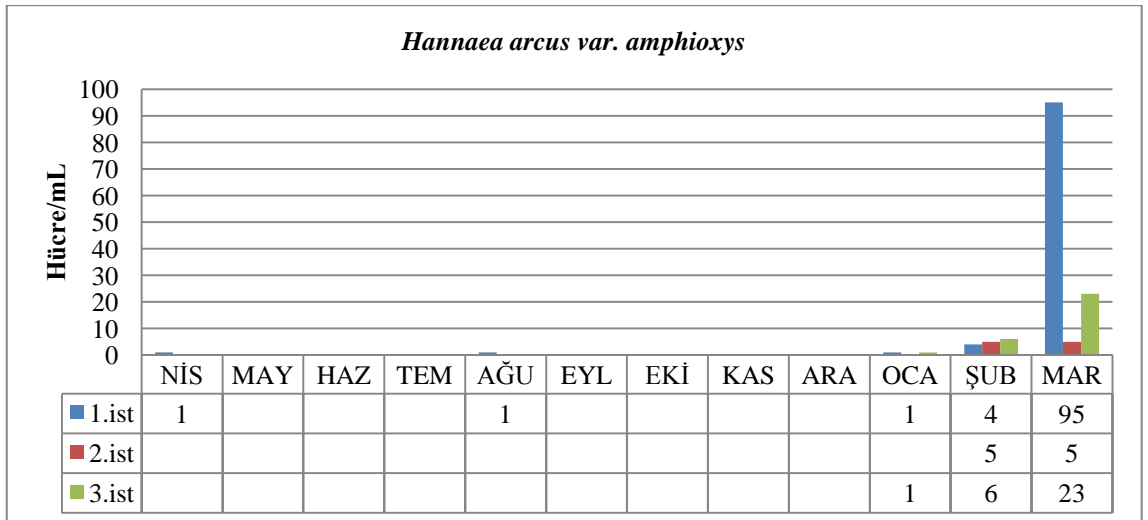 Hannaea arcus var. amphioxys
Hücre/mL
100
90
80
70
60
50
40
30
20
10
0
NİS MAY HAZ TEM AĞU EYL EKİ KAS ARA OCA ŞUB MAR
1.ist 1 1 1 4 95
2.ist 5 5
3.ist 1 6 23